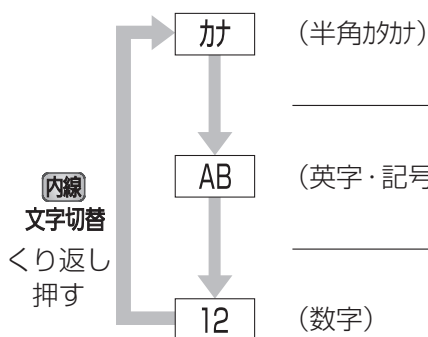 カナ (半角カタカナ)
内線
文字切替
くり返し
押す
AB (英字・記号
12 (数字)